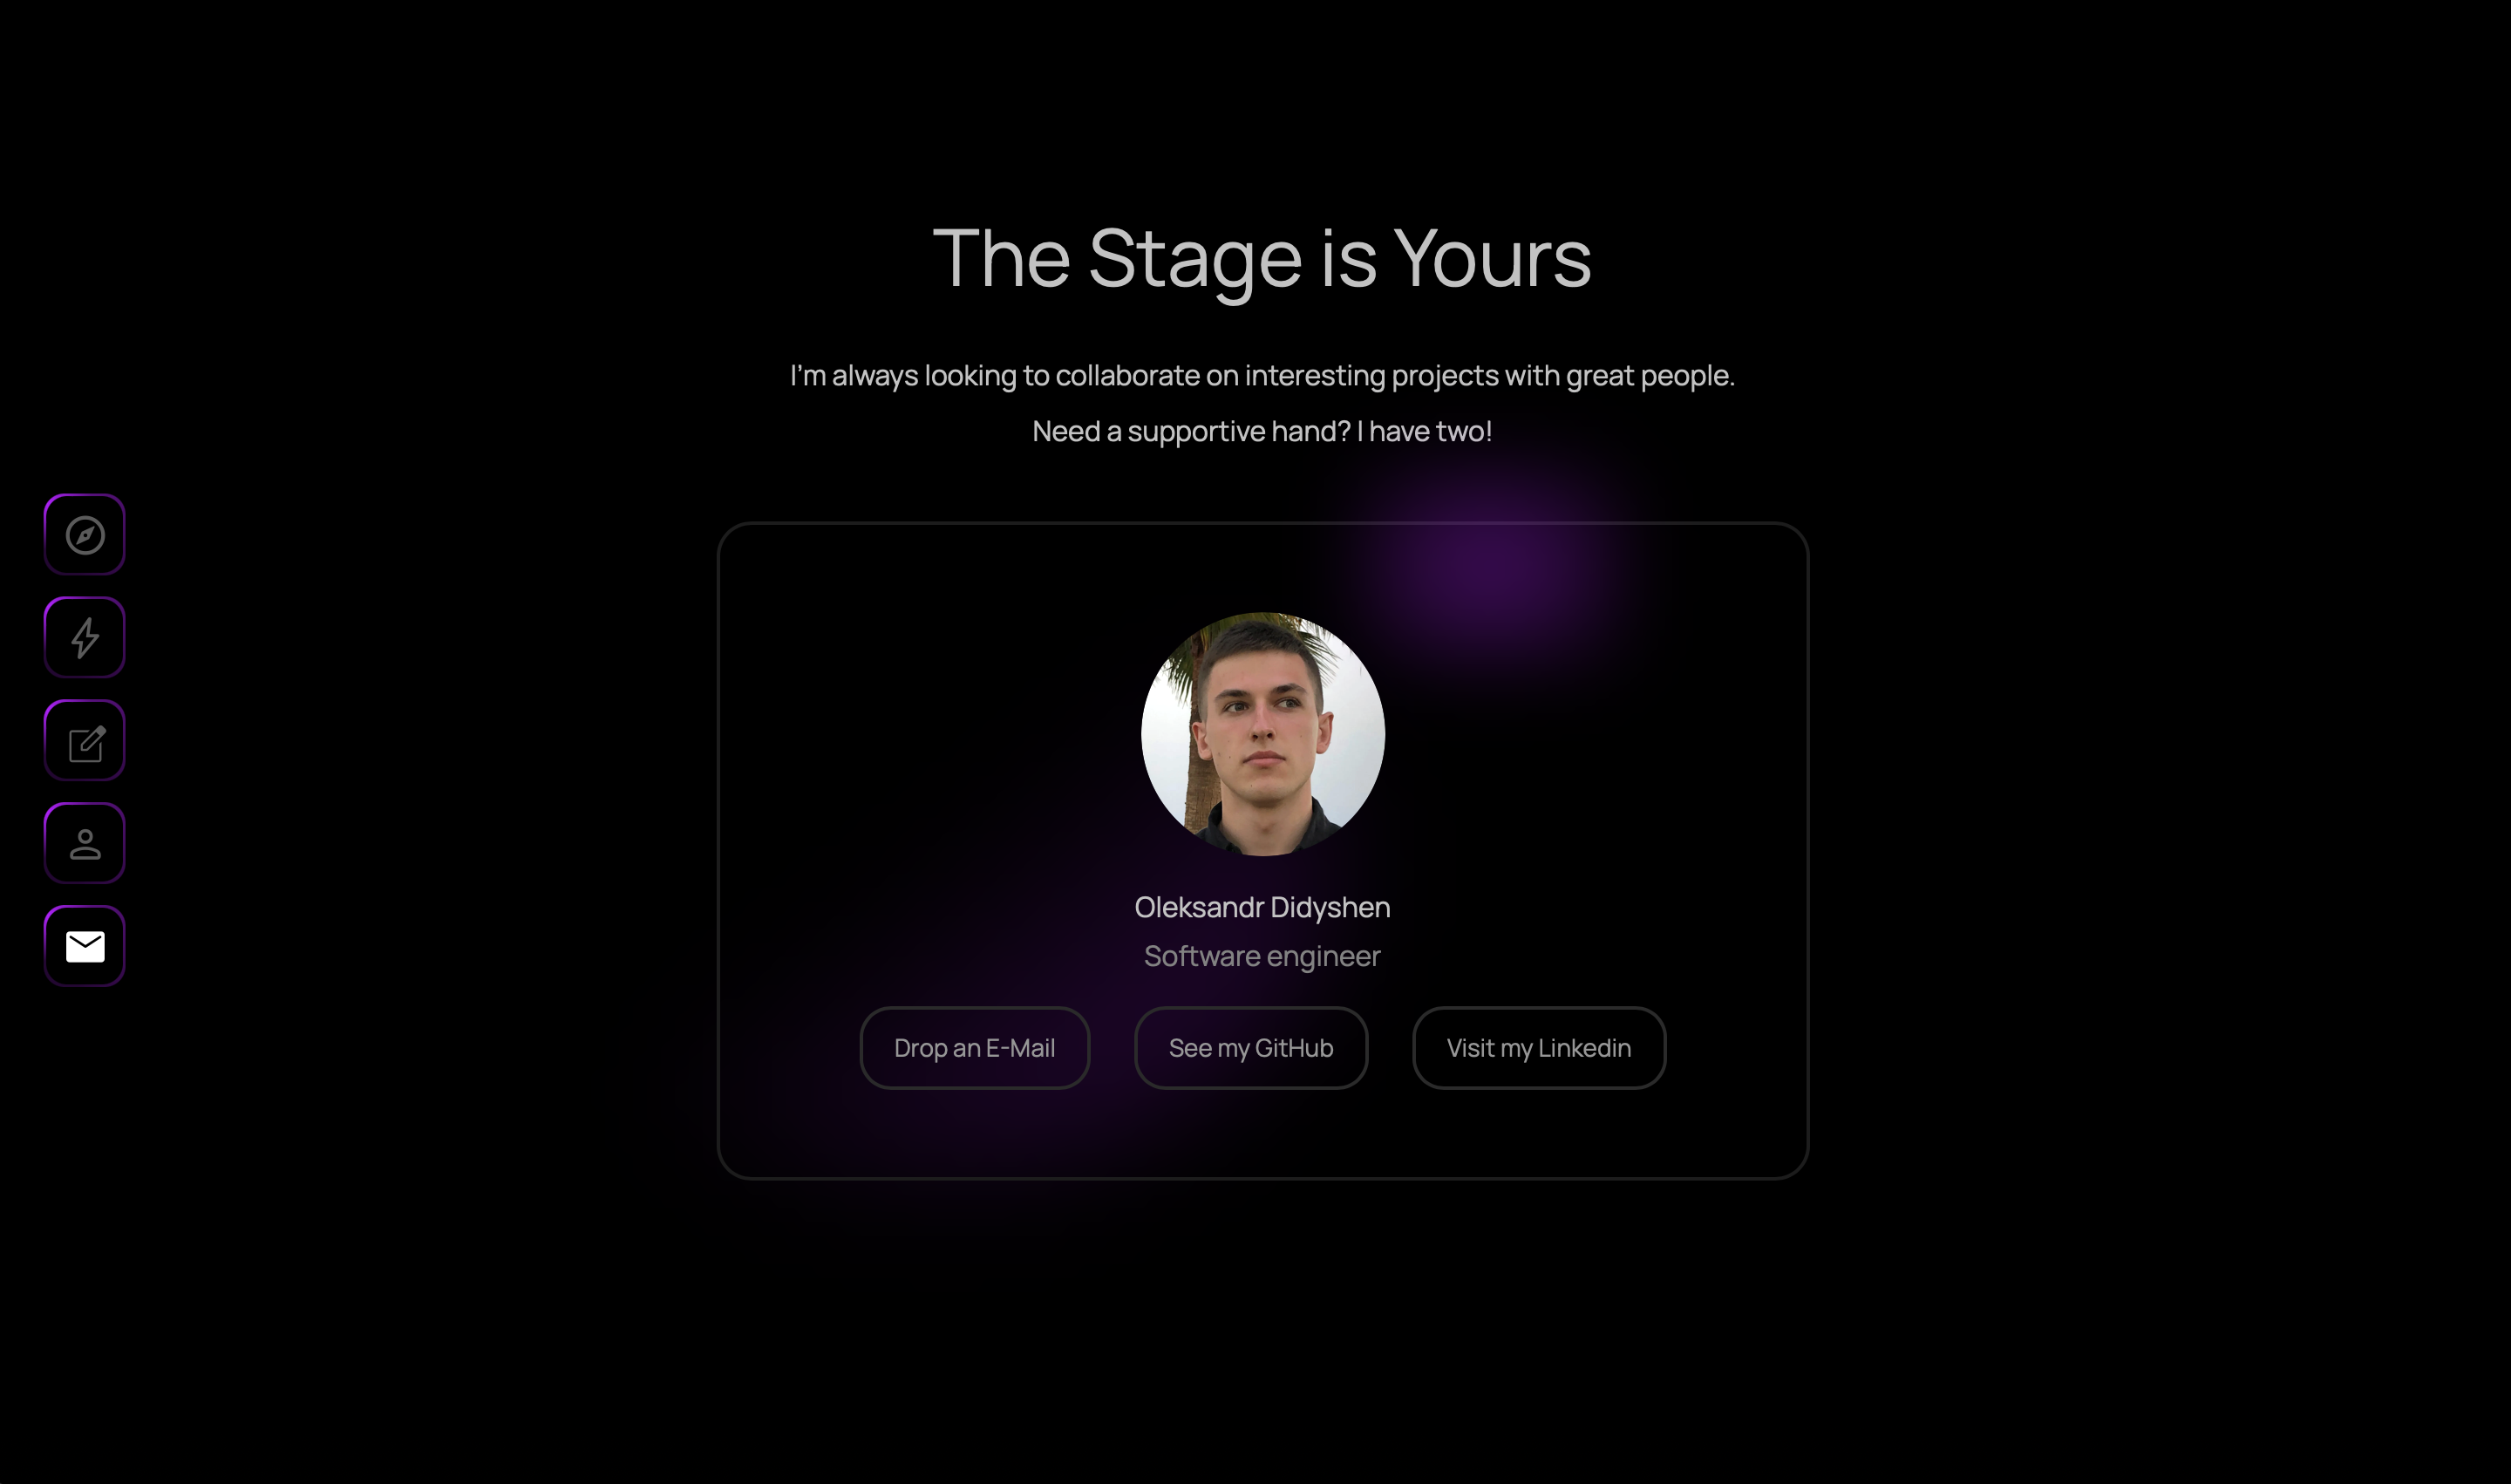 The Stage is Yours
I'm always looking to collaborate on interesting projects with great people.
Need a supportive hand? I have two!
Oleksandr Didyshen
Software engineer
Drop an E-Mail
See my GitHub
Visit my Linkedin